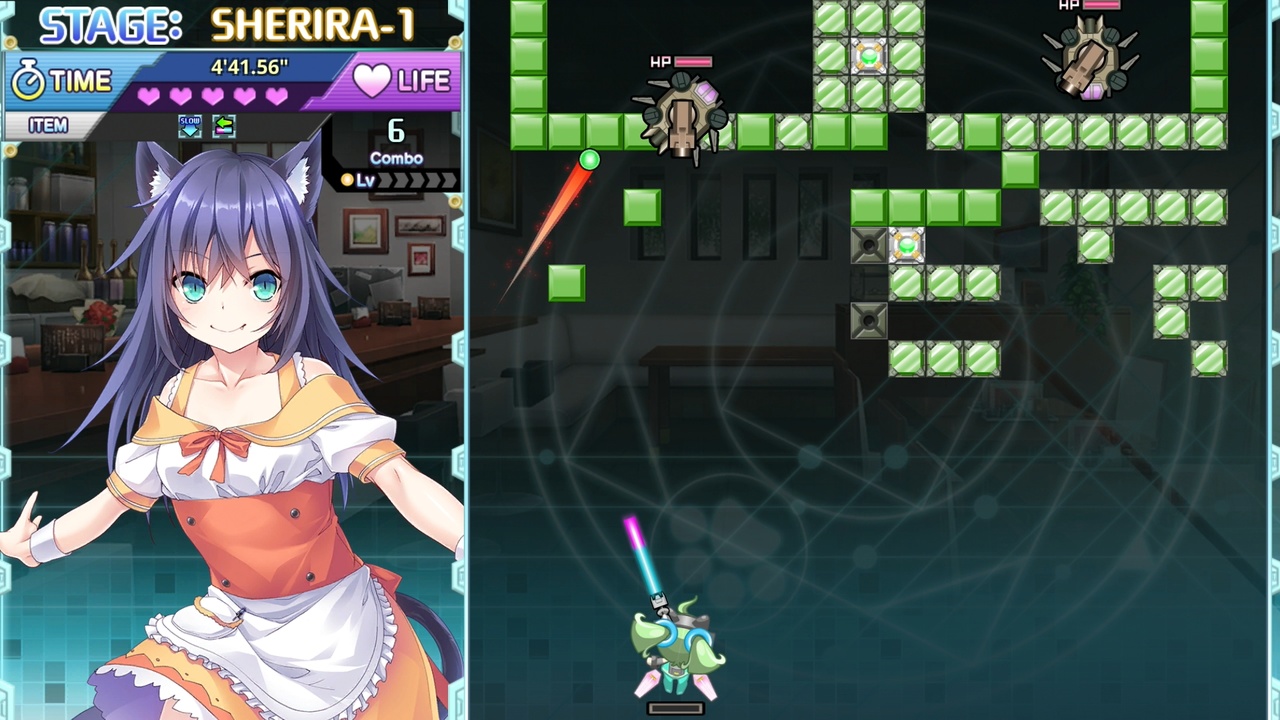 STAGE: SHERIRA-1
TIME
4'41.56"
LIFE
ITEM
SLOW
6
Combo
Lv
HP
HP